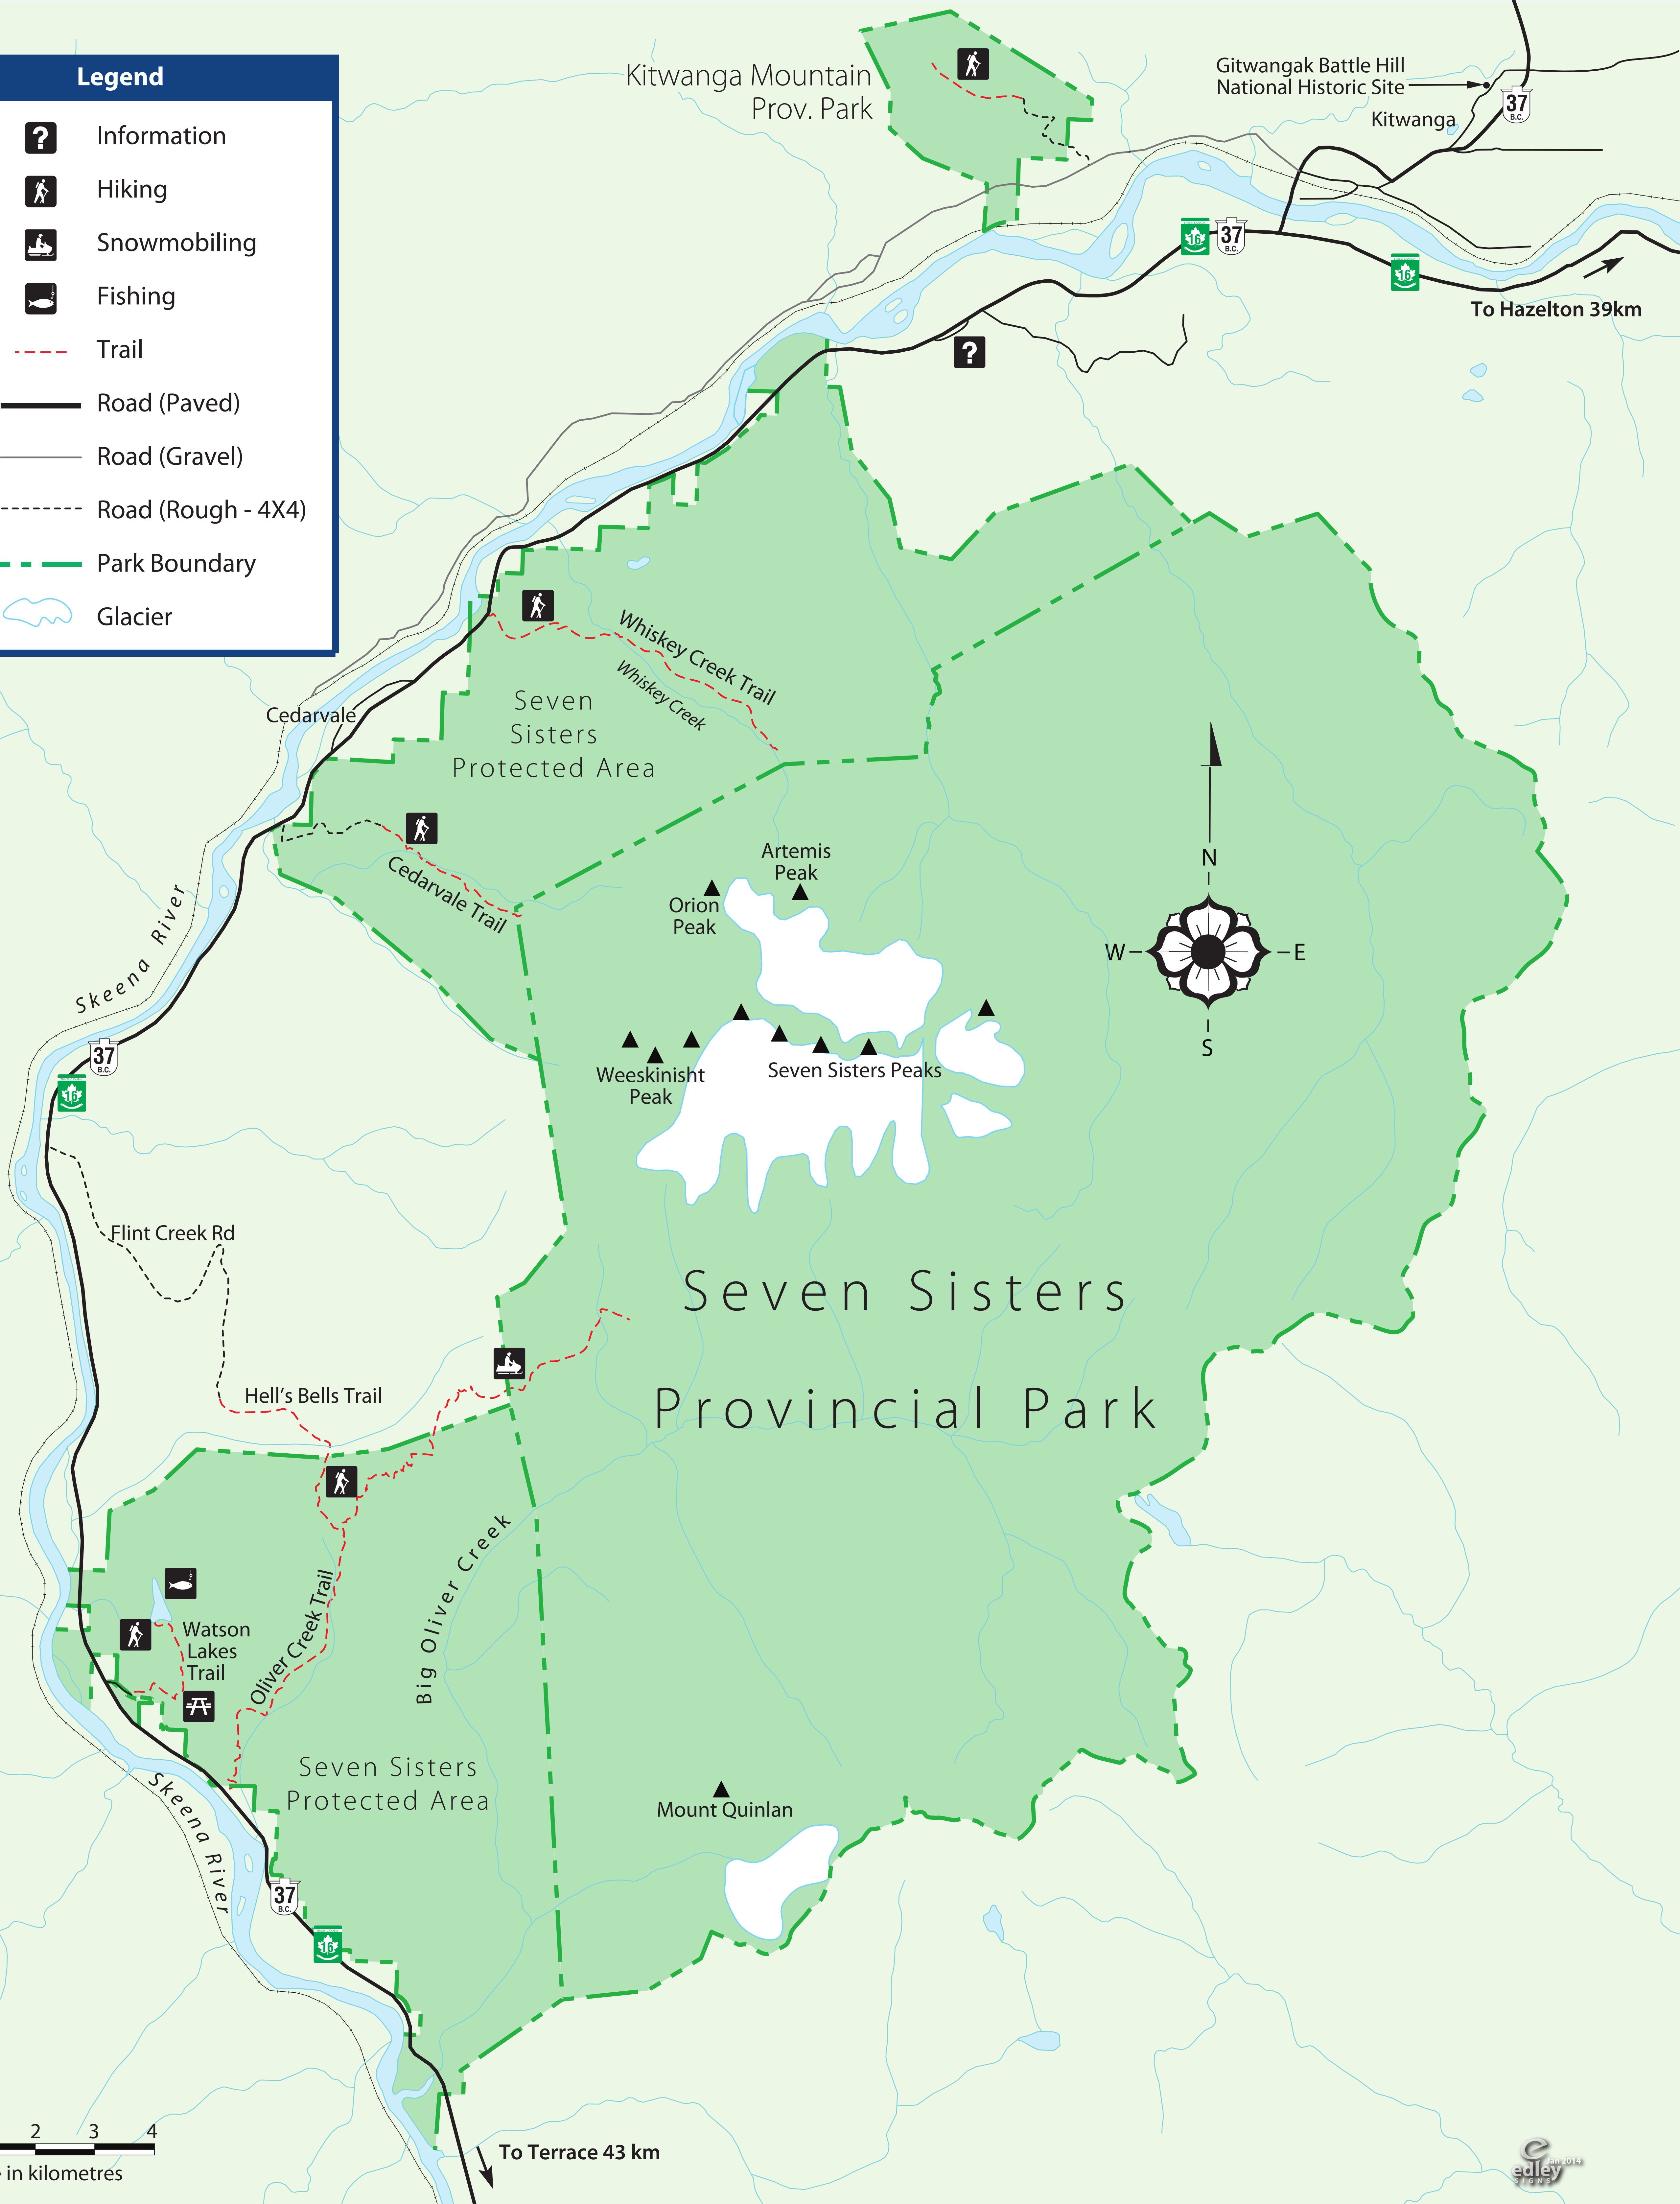 Legend
?
Information
Hiking
Snowmobiling
Fishing
Trail
Road (Paved)
Road (Gravel)
Road (Rough - 4X4)
Park Boundary
Glacier
Kitwanga Mountain
Prov. Park
Gitwangak Battle Hill
National Historic Site
37
B.C.
Kitwanga
16
37
B.C.
16
To Hazelton 39km
?
Whiskey Creek Trail
Whiskey Creek
Seven
Sisters
Protected Area
Cedarvale
Cedarvale Trail
Skeena River
Artemis
Peak
Orion
Peak
N
W
E
S
37
B.C.
16
Weeskinisht
Peak
Seven Sisters Peaks
Flint Creek Rd
Seven Sisters
Provincial Park
Hell's Bells Trail
Big Oliver Creek
Oliver Creek Trail
Watson
Lakes
Trail
Seven Sisters
Protected Area
Skeena River
Mount Quinlan
37
B.C.
16
2 3 4
in kilometres
To Terrace 43 km
e
edley
SIGNS
Jan 2014